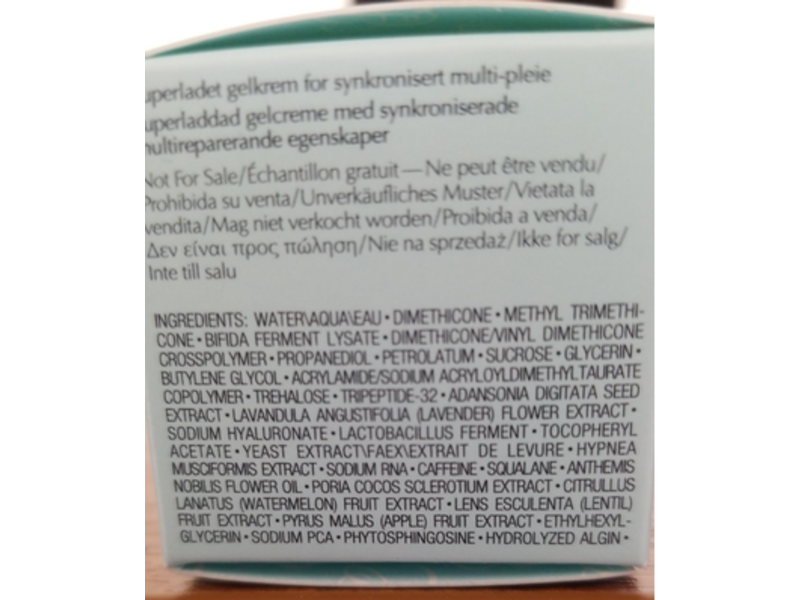 uperladet gelkrem for synkronisert multi-pleie
uperladdad gelcreme med synkroniserade
ultireparerande egenskaper
Not For Sale/Échantillon gratuit — Ne peut être vendu/
Prohibida su venta/Unverkäufliches Muster/Vietata la
vendita/Mag niet verkocht worden/Proibida a venda/
Δεν είναι προς πώληση/Nie na sprzedaż/Ikke for salg/
Inte till salu
INGREDIENTS: WATER\AQUA\EAU • DIMETHICONE • METHYL TRIMETHI-
CONE • BIFIDA FERMENT LYSATE • DIMETHICONE/VINYL DIMETHICONE
CROSSPOLYMER • PROPANEDIOL • PETROLATUM • SUCROSE • GLYCERIN •
BUTYLENE GLYCOL • ACRYLAMIDE/SODIUM ACRYLOYLDIMETHYLTAURATE
COPOLYMER • TREHALOSE • TRIPEPTIDE-32 • ADANSONIA DIGITATA SEED
EXTRACT • LAVANDULA ANGUSTIFOLIA (LAVENDER) FLOWER EXTRACT •
SODIUM HYALURONATE • LACTOBACILLUS FERMENT • TOCOPHERYL
ACETATE • YEAST EXTRACT\FAEX\EXTRAIT DE LEVURE • HYPNEA
MUSCIFORMIS EXTRACT • SODIUM RNA • CAFFEINE • SQUALANE • ANTHEMIS
NOBILIS FLOWER OIL • PORIA COCOS SCLEROTIUM EXTRACT • CITRULLUS
LANATUS (WATERMELON) FRUIT EXTRACT • LENS ESCULENTA (LENTIL)
FRUIT EXTRACT • PYRUS MALUS (APPLE) FRUIT EXTRACT • ETHYLHEXYL-
GLYCERIN • SODIUM PCA • PHYTOSPHINGOSINE • HYDROLYZED ALGIN •